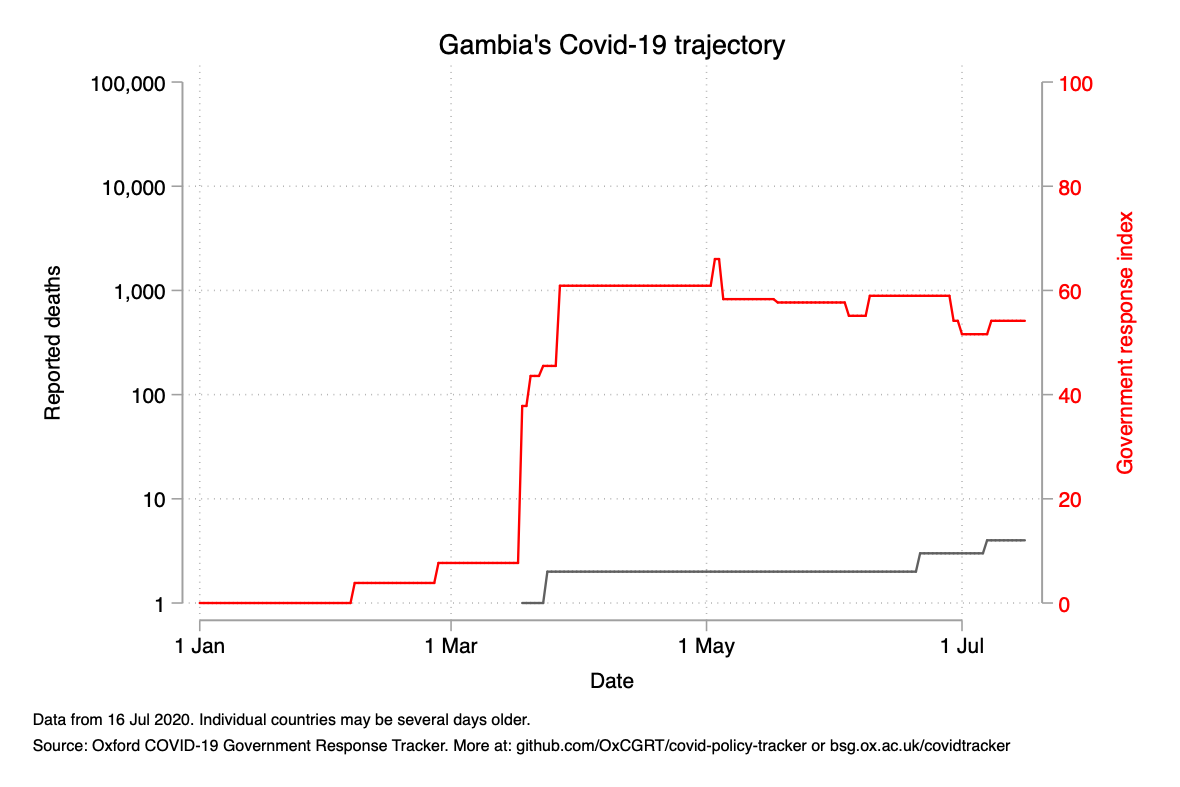 Gambia's Covid-19 trajectory
100,000
10,000
1,000
100
10
1
Reported deaths
100
80
60
40
20
0
Government response index
1 Jan
1 Mar
1 May
1 Jul
Date
Data from 16 Jul 2020. Individual countries may be several days older.
Source: Oxford COVID-19 Government Response Tracker. More at: github.com/OxCGRT/covid-policy-tracker or bsg.ox.ac.uk/covidtracker